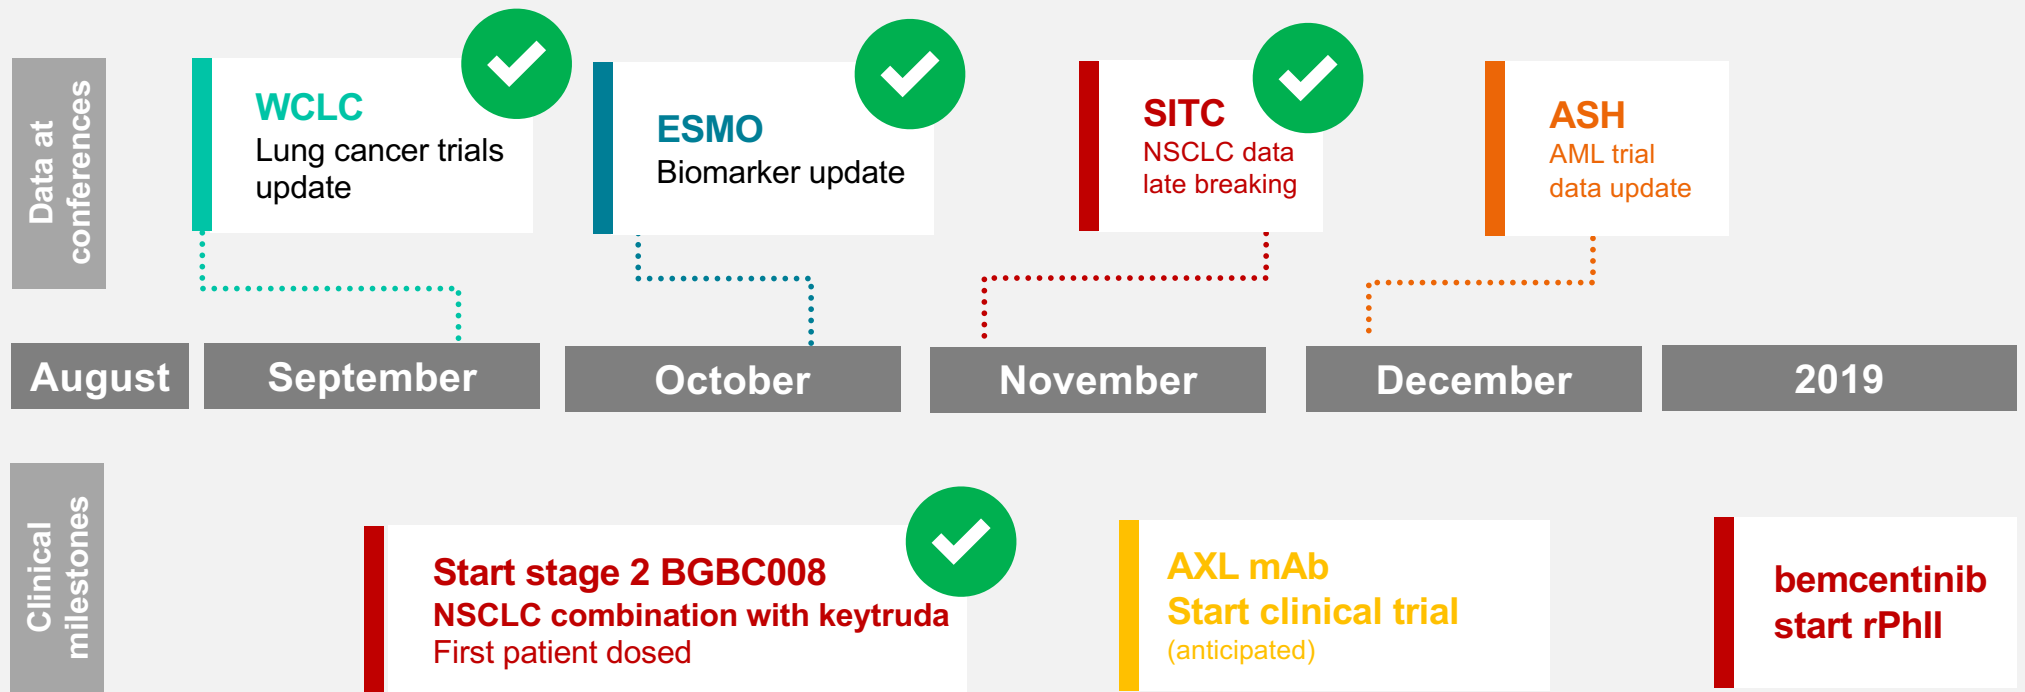 Data at
conferences
WCLC
Lung cancer trials
update
ESMO
Biomarker update
SITC
NSCLC data
late breaking
ASH
AML trial
data update
August
September
October
November
December
2019
Clinical
milestones
Start stage 2 BGBC008
NSCLC combination with keytruda
First patient dosed
AXL mAb
Start clinical trial
(anticipated)
bemcentinib
start rPhII